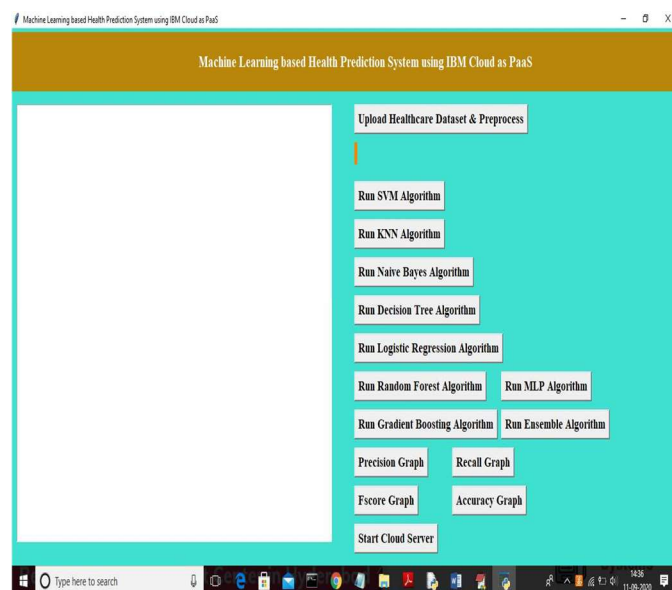 Machine Learning based Health Prediction System using IBM Cloud as PaaS
Machine Learning based Health Prediction System using IBM Cloud as PaaS
Upload Healthcare Dataset & Preprocess
Run SVM Algorithm
Run KNN Algorithm
Run Naive Bayes Algorithm
Run Decision Tree Algorithm
Run Logistic Regression Algorithm
Run Random Forest Algorithm Run MLP Algorithm
Run Gradient Boosting Algorithm Run Ensemble Algorithm
Precision Graph Recall Graph
Fscore Graph Accuracy Graph
Start Cloud Server
Type here to search
14:36
11-09-2020